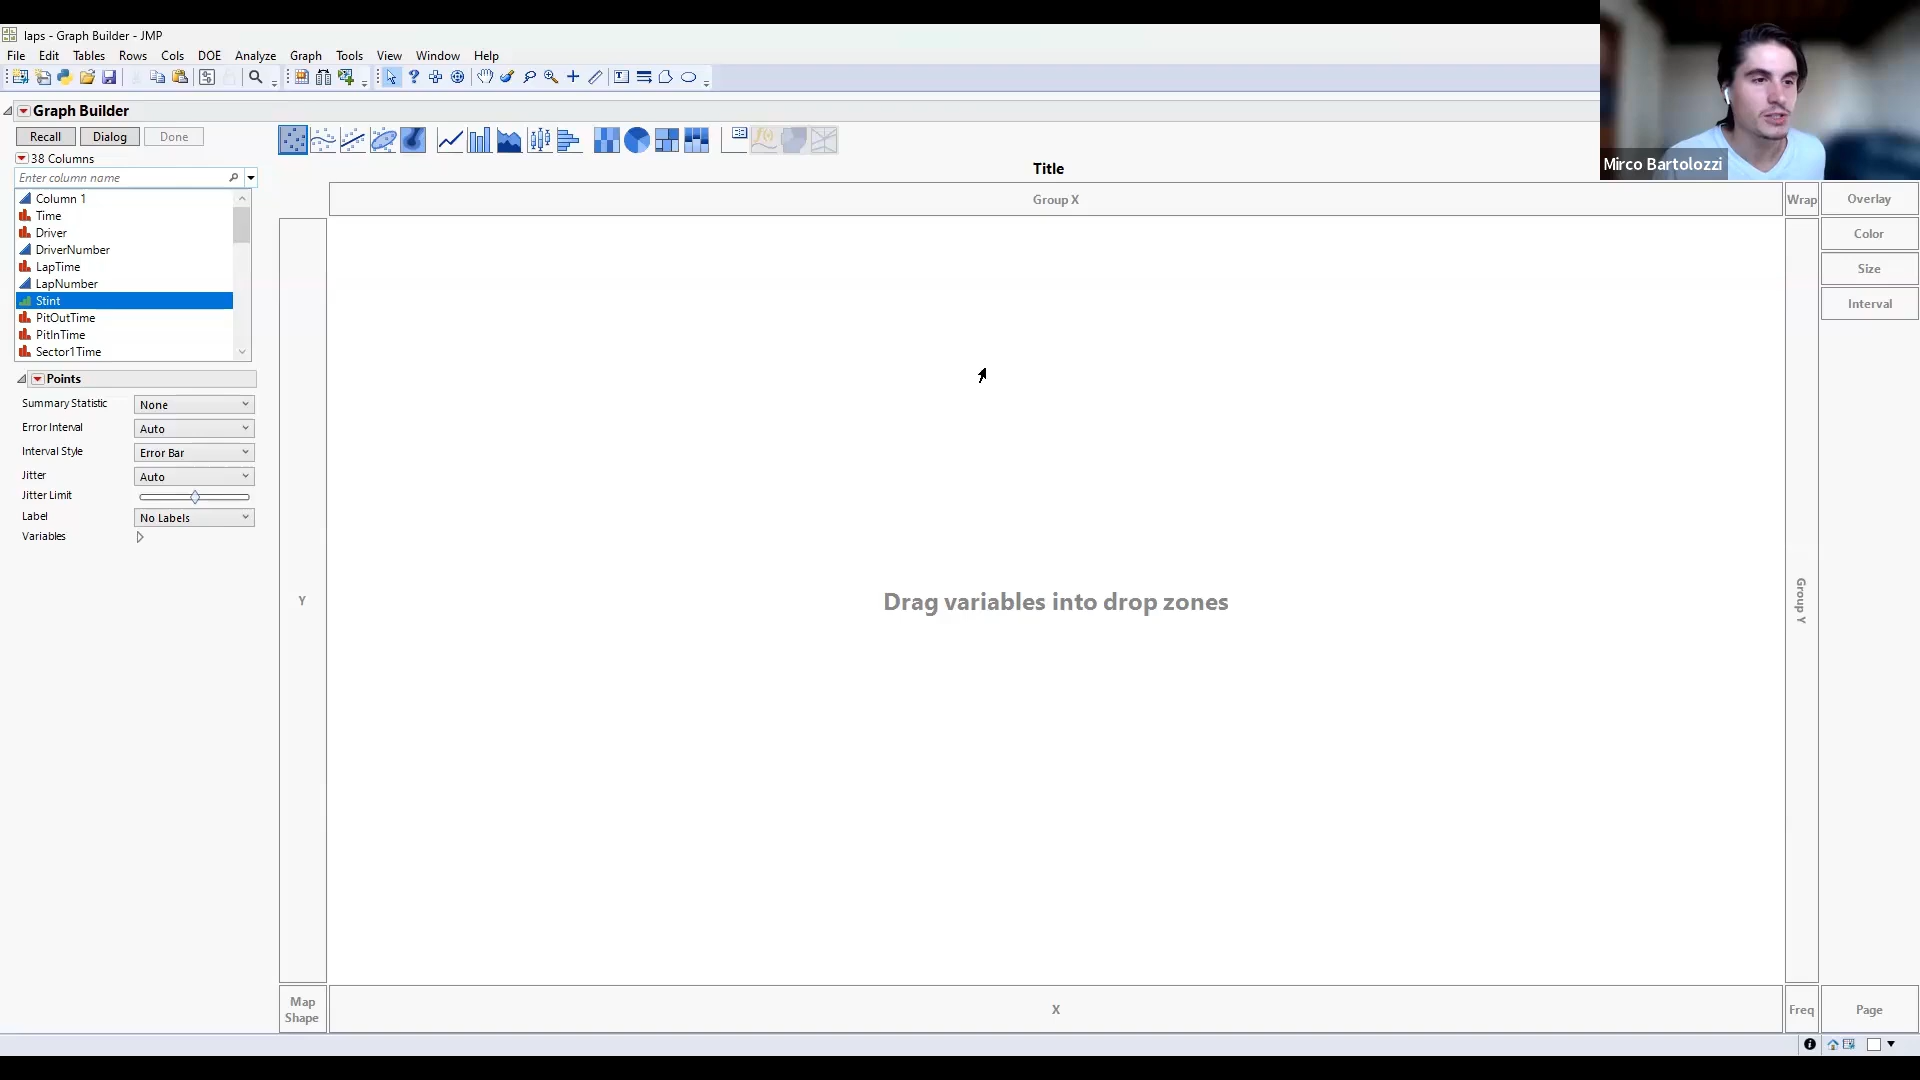 laps - Graph Builder - JMP
File Edit Tables Rows Cols DOE Analyze Graph Tools View Window Help
Graph Builder
Recall Dialog Done
38 Columns
Enter column name
Column 1
Time
Driver
DriverNumber
LapTime
LapNumber
Stint
PitOutTime
PitInTime
Sector1Time
Points
Summary Statistic None
Error Interval Auto
Interval Style Error Bar
Jitter Auto
Jitter Limit
Label No Labels
Variables
Title
Group X
Wrap
Overlay
Color
Size
Interval
Y
Drag variables into drop zones
Group Y
Map
Shape
X
Freq
Page
Mirco Bartolozzi